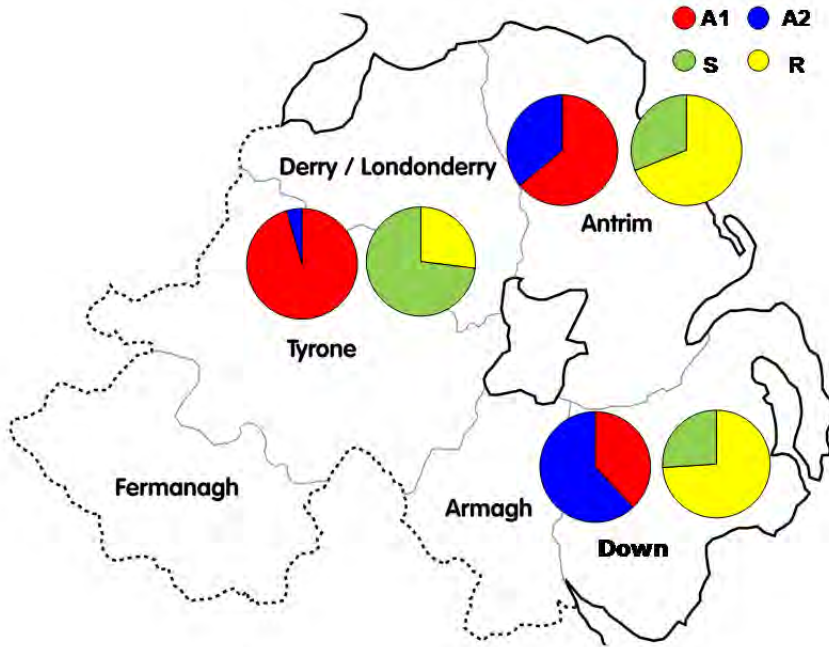 A1 A2
S R
Derry / Londonderry
Antrim
Tyrone
Fermanagh
Armagh
Down